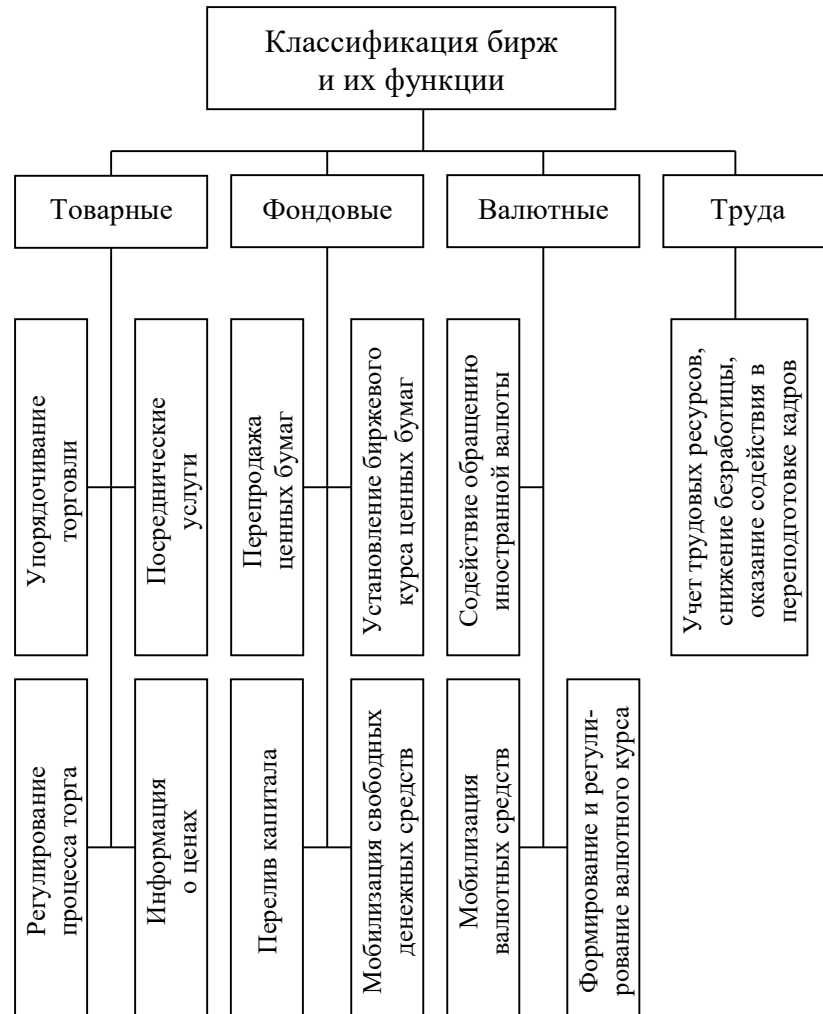 Классификация бирж
и их функции
Товарные
Фондовые
Валютные
Труда
Упорядочивание
торговли
Посреднические
услуги
Перепродажа
ценных бумаг
Установление биржевого
курса ценных бумаг
Содействие обращению
иностранной валюты
Учет трудовых ресурсов,
снижение безработицы,
оказание содействия в
переподготовке кадров
Регулирование
процесса торга
Информация
о ценах
Перелив капитала
Мобилизация свободных
денежных средств
Мобилизация
валютных средств
Формирование и регули-
рование валютного курса